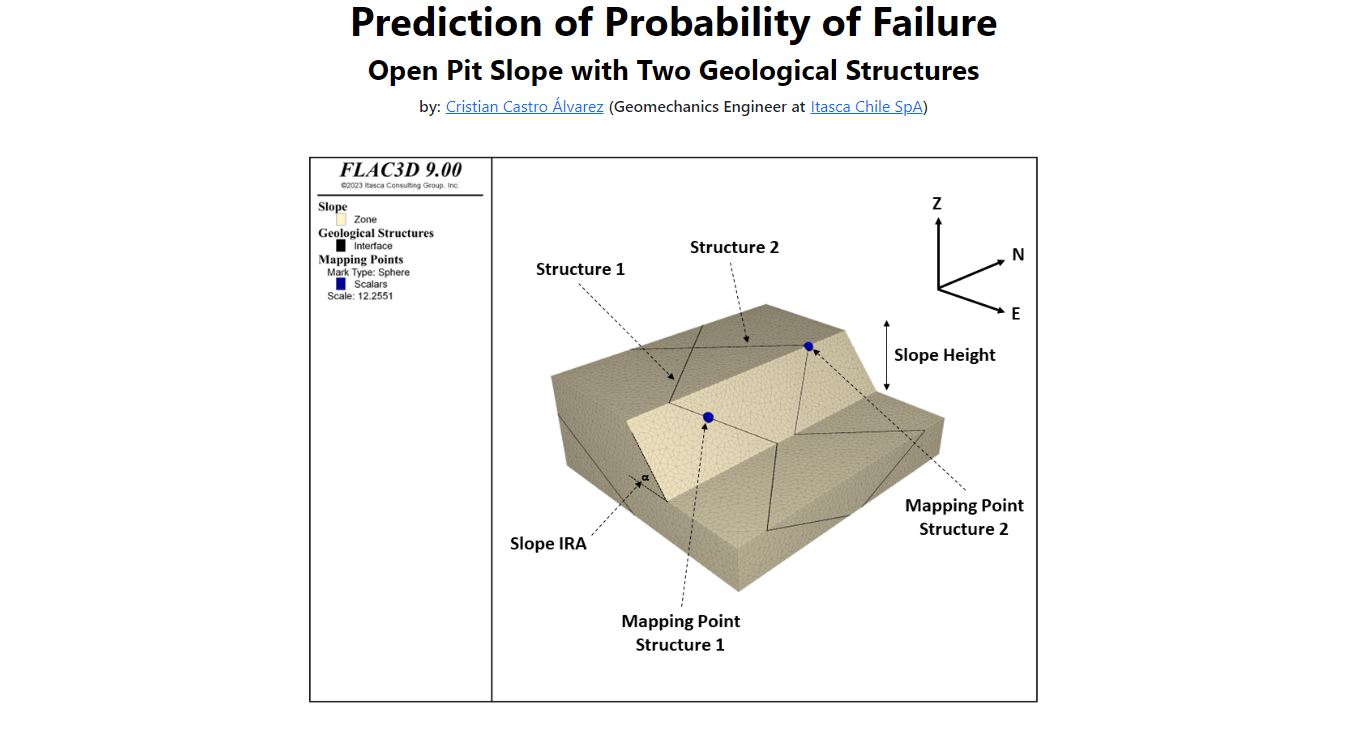 Prediction of Probability of Failure
Open Pit Slope with Two Geological Structures
by: Cristian Castro Álvarez (Geomechanics Engineer at Itasca Chile SpA)
FLAC3D 9.00
©2023 Itasca Consulting Group, Inc.
Slope
Zone
Geological Structures
Interface
Mapping Points
Mark Type: Sphere
Scalars
Scale: 12.2551
Z
N
E
Structure 2
Structure 1
Slope Height
α
Slope IRA
Mapping Point
Structure 2
Mapping Point
Structure 1